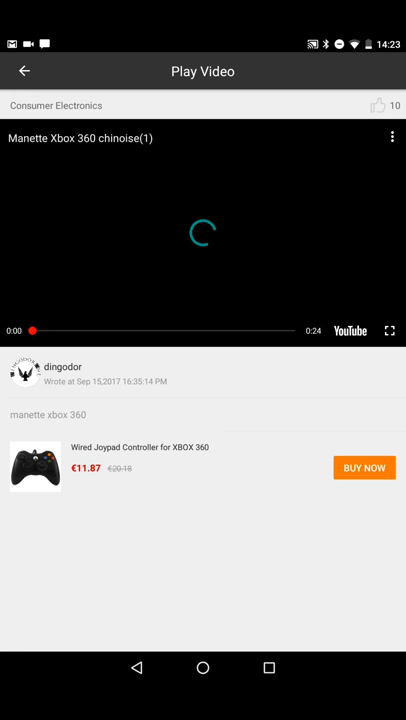 14:23
Play Video
Consumer Electronics
10
Manette Xbox 360 chinoise(1)
0:00
0:24
YouTube
DINGODOR
dingodor
Wrote at Sep 15,2017 16:35:14 PM
manette xbox 360
Wired Joypad Controller for XBOX 360
€11.87 €20.18
BUY NOW